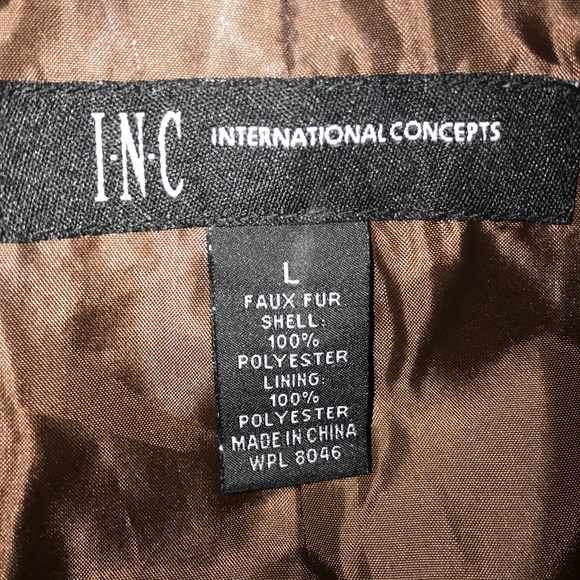 I·N·C INTERNATIONAL CONCEPTS
L
FAUX FUR
SHELL:
100%
POLYESTER
LINING:
100%
POLYESTER
MADE IN CHINA
WPL 8046